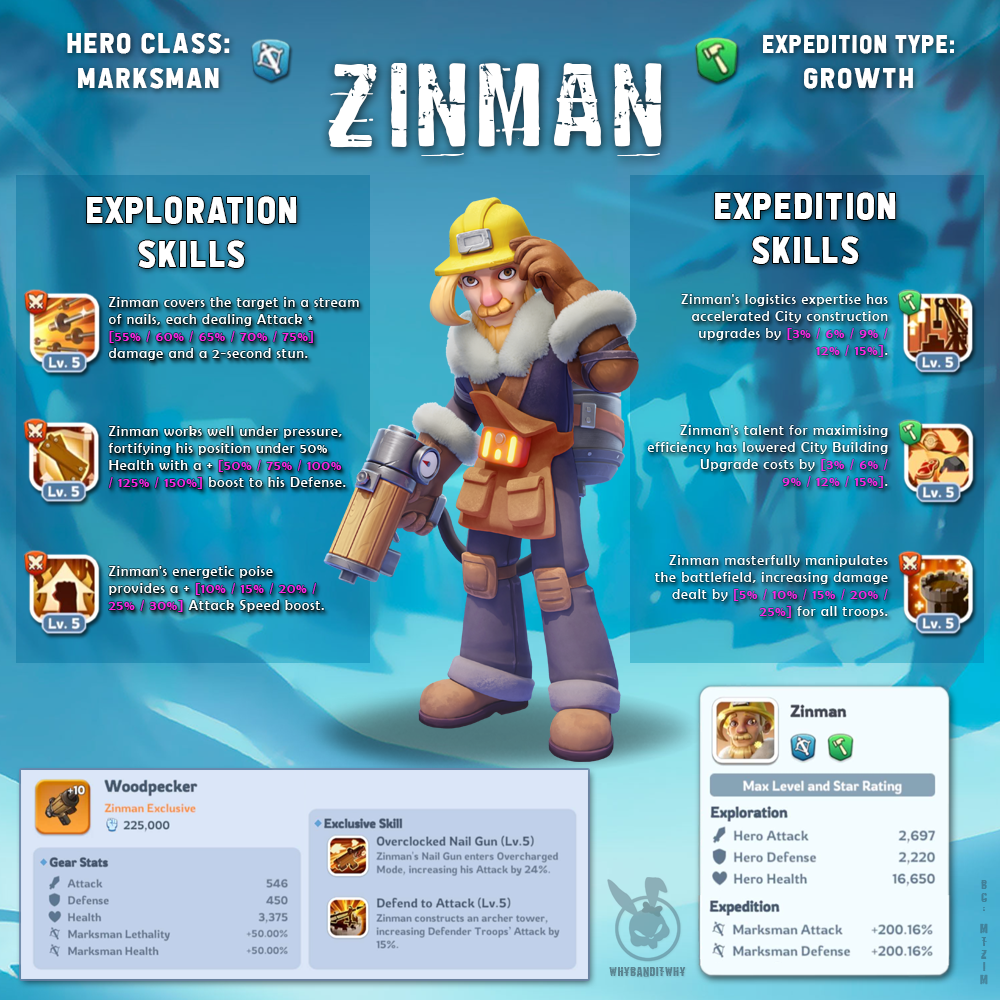 HERO CLASS:
MARKSMAN
ZINMAN
EXPEDITION TYPE:
GROWTH
EXPLORATION
SKILLS
Zinman covers the target in a stream
of nails, each dealing Attack *
[55% / 60% / 65% / 70% / 75%]
damage and a 2-second stun.
Lv. 5
Zinman works well under pressure,
fortifying his position under 50%
Health with a + [50% / 75% / 100%
/ 125% / 150%] boost to his Defense.
Lv. 5
Zinman's energetic poise
provides a + [10% / 15% / 20% /
25% / 30%] Attack Speed boost.
Lv. 5
EXPEDITION
SKILLS
Zinman's logistics expertise has
accelerated City construction
upgrades by [3% / 6% / 9% /
12% / 15%].
Lv. 5
Zinman's talent for maximising
efficiency has lowered City Building
Upgrade costs by [3% / 6% /
9% / 12% / 15%].
Lv. 5
Zinman masterfully manipulates
the battlefield, increasing damage
dealt by [5% / 10% / 15% / 20% /
25%] for all troops.
Lv. 5
+10
Woodpecker
Zinman Exclusive
225,000
Gear Stats
Attack 546
Defense 450
Health 3,375
Marksman Lethality +50.00%
Marksman Health +50.00%
Exclusive Skill
Overclocked Nail Gun (Lv.5)
Zinman's Nail Gun enters Overcharged
Mode, increasing his Attack by 24%.
Defend to Attack (Lv.5)
Zinman constructs an archer tower,
increasing Defender Troops' Attack by
15%.
WHYBANDITWHY
Zinman
Max Level and Star Rating
Exploration
Hero Attack 2,697
Hero Defense 2,220
Hero Health 16,650
Expedition
Marksman Attack +200.16%
Marksman Defense +200.16%
BG: MTZIM